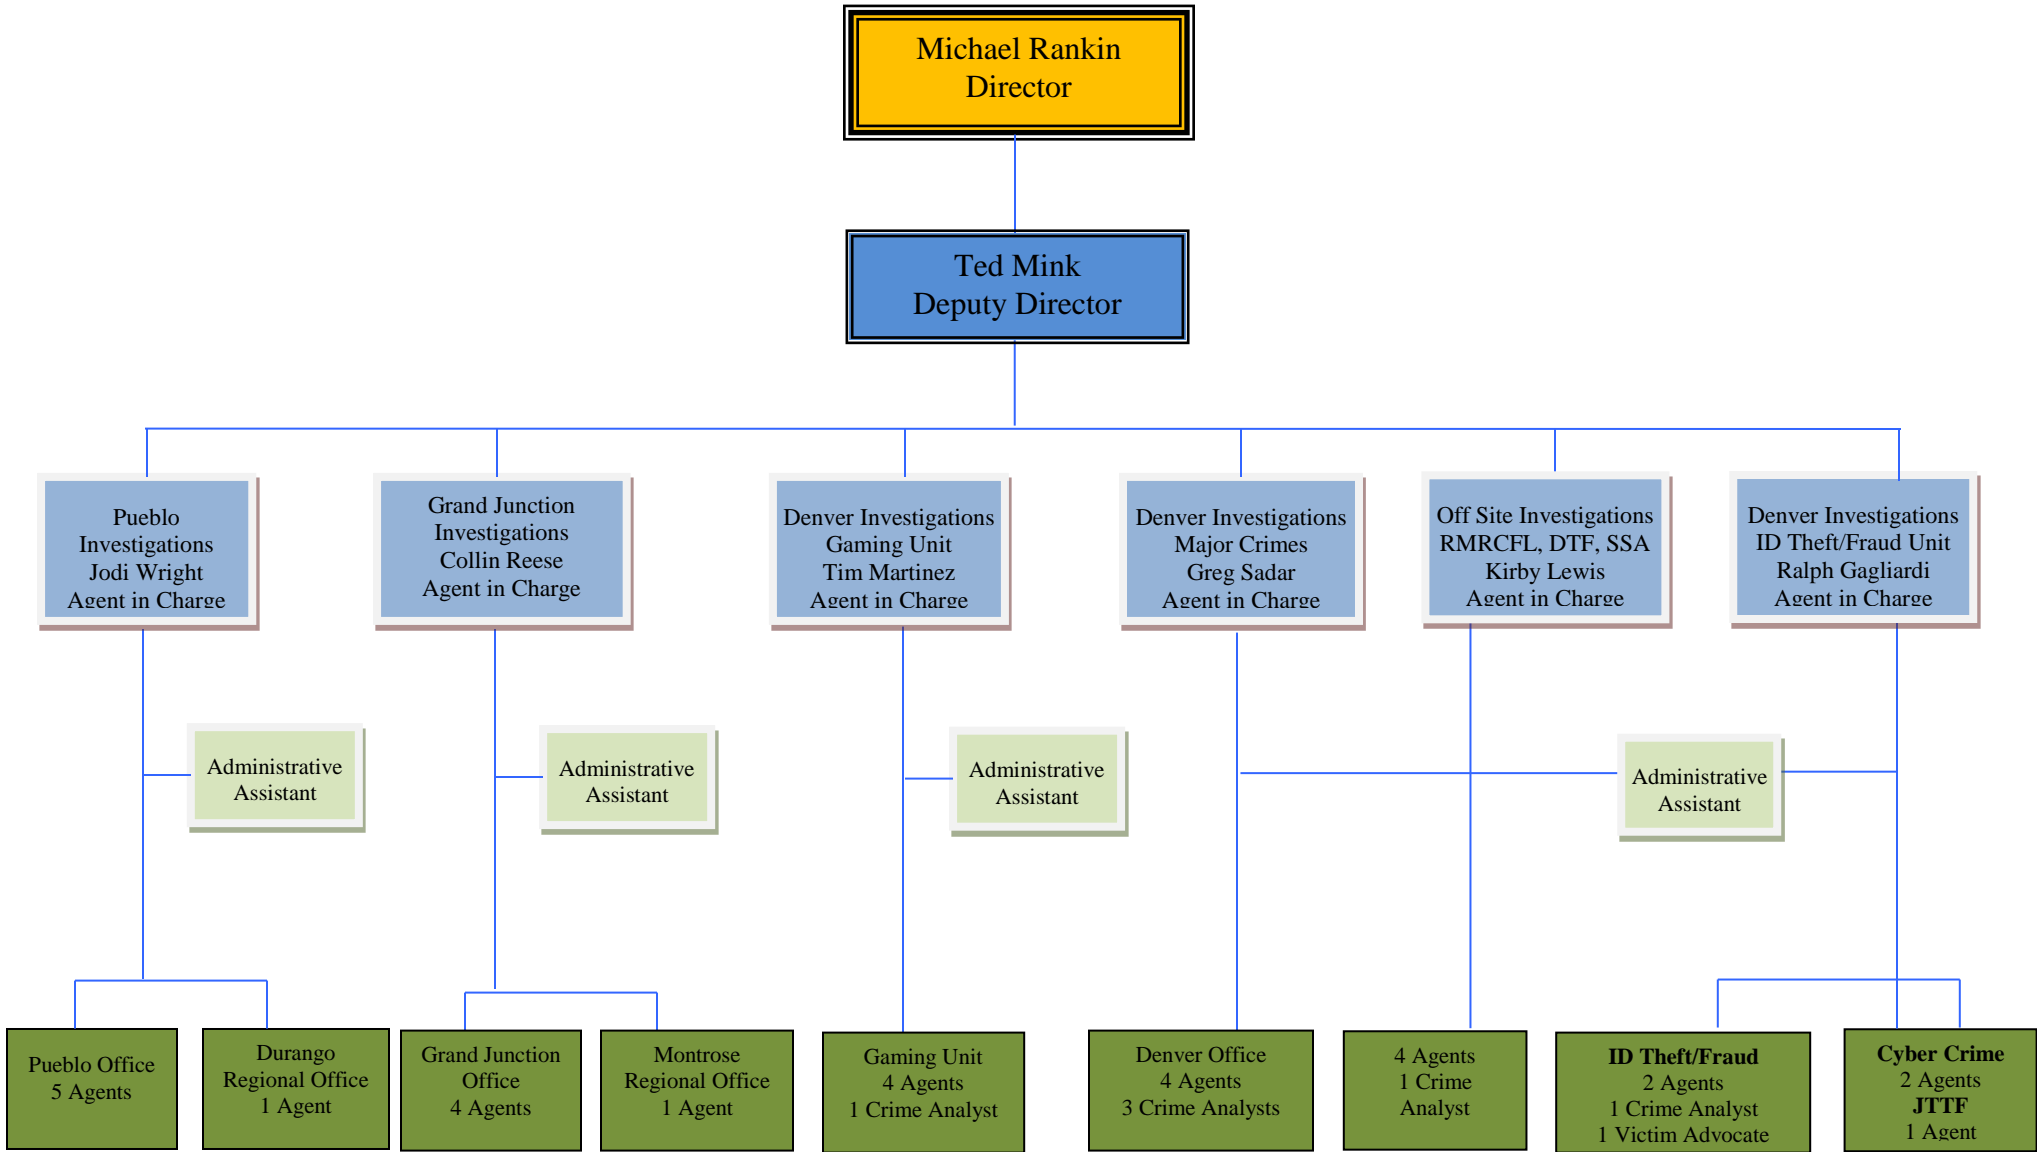 Michael Rankin
Director
Ted Mink
Deputy Director
Pueblo
Investigations
Jodi Wright
Agent in Charge
Grand Junction
Investigations
Collin Reese
Agent in Charge
Denver Investigations
Gaming Unit
Tim Martinez
Agent in Charge
Denver Investigations
Major Crimes
Greg Sadar
Agent in Charge
Off Site Investigations
RMRCFL, DTF, SSA
Kirby Lewis
Agent in Charge
Denver Investigations
ID Theft/Fraud Unit
Ralph Gagliardi
Agent in Charge
Administrative
Assistant
Administrative
Assistant
Administrative
Assistant
Administrative
Assistant
Pueblo Office
5 Agents
Durango
Regional Office
1 Agent
Grand Junction
Office
4 Agents
Montrose
Regional Office
1 Agent
Gaming Unit
4 Agents
1 Crime Analyst
Denver Office
4 Agents
3 Crime Analysts
4 Agents
1 Crime
Analyst
ID Theft/Fraud
2 Agents
1 Crime Analyst
1 Victim Advocate
Cyber Crime
2 Agents
JTTF
1 Agent